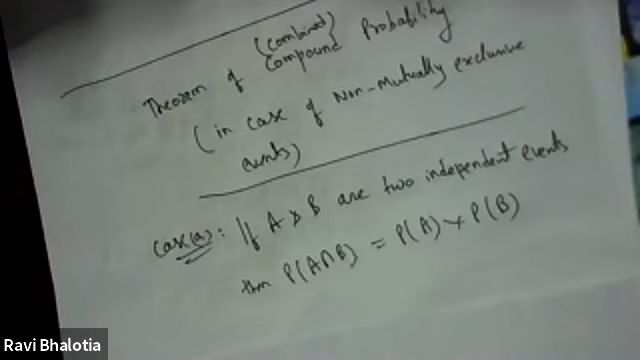 (combined)
Theorem of Compound Probability
(in case of Non-Mutually exclusive
events)
Case(a): If A & B are two independent events
then P(A∩B) = P(A) × P(B)
Ravi Bhalotia